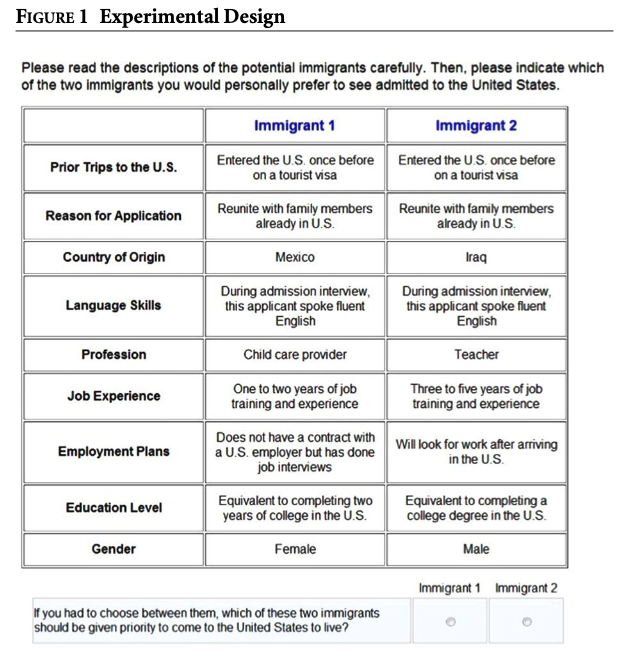 FIGURE 1 Experimental Design
Please read the descriptions of the potential immigrants carefully. Then, please indicate which
of the two immigrants you would personally prefer to see admitted to the United States.
Immigrant 1 Immigrant 2
Prior Trips to the U.S.
Entered the U.S. once before
on a tourist visa
Entered the U.S. once before
on a tourist visa
Reason for Application
Reunite with family members
already in U.S.
Reunite with family members
already in U.S.
Country of Origin
Mexico
Iraq
Language Skills
During admission interview,
this applicant spoke fluent
English
During admission interview,
this applicant spoke fluent
English
Profession
Child care provider
Teacher
Job Experience
One to two years of job
training and experience
Three to five years of job
training and experience
Employment Plans
Does not have a contract with
a U.S. employer but has done
job interviews
Will look for work after arriving
in the U.S.
Education Level
Equivalent to completing two
years of college in the U.S.
Equivalent to completing a
college degree in the U.S.
Gender
Female
Male
Immigrant 1 Immigrant 2
If you had to choose between them, which of these two immigrants
should be given priority to come to the United States to live?